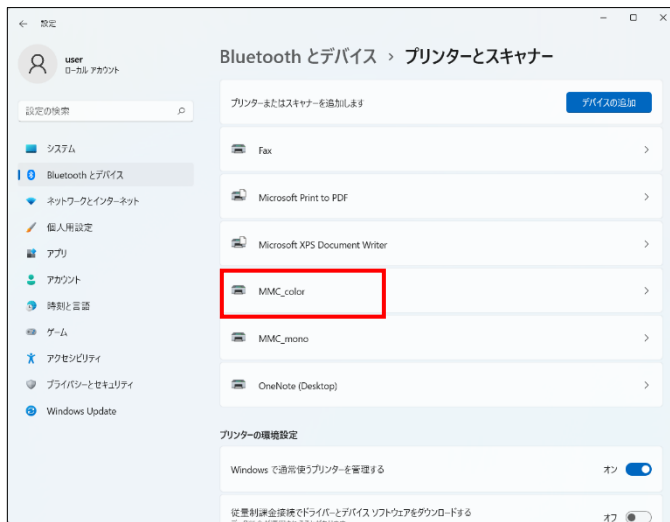 設定
user
ローカル アカウント
設定の検索
システム
Bluetooth とデバイス
ネットワークとインターネット
個人用設定
アプリ
アカウント
時刻と言語
ゲーム
アクセシビリティ
プライバシーとセキュリティ
Windows Update
Bluetooth とデバイス › プリンターとスキャナー
プリンターまたはスキャナーを追加します
デバイスの追加
Fax
Microsoft Print to PDF
Microsoft XPS Document Writer
MMC_color
MMC_mono
OneNote (Desktop)
プリンターの環境設定
Windows で通常使うプリンターを管理する
オン
従量制課金接続でドライバーとデバイス ソフトウェアをダウンロードする
オフ